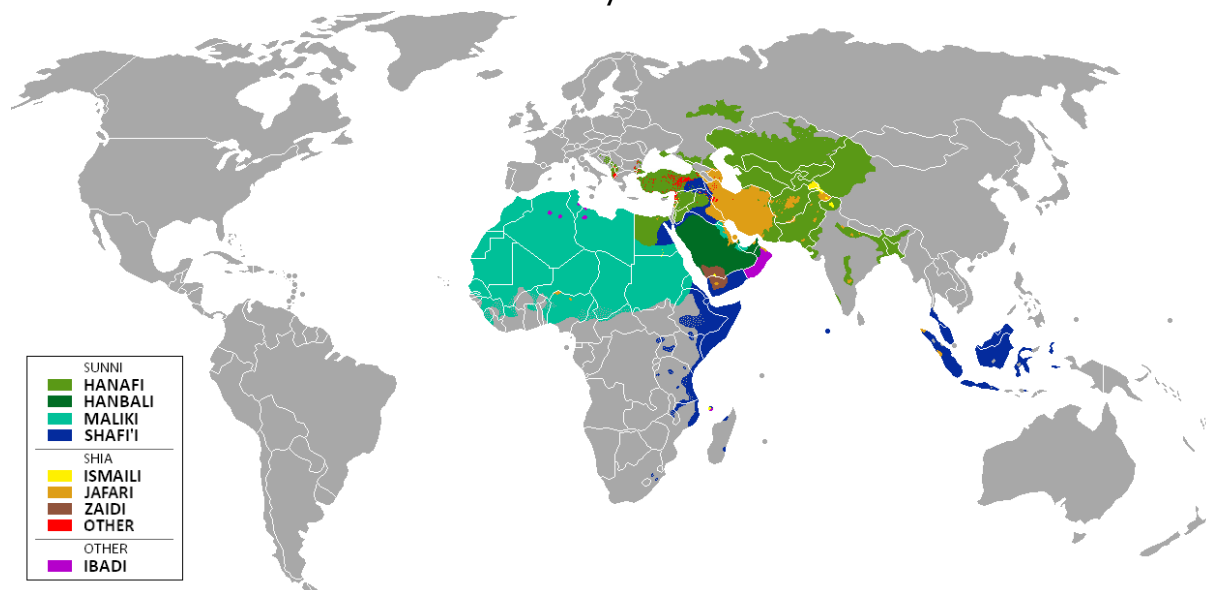 SUNNI
HANAFI
HANBALI
MALIKI
SHAFI'I
SHIA
ISMAILI
JAFARI
ZAIDI
OTHER
OTHER
IBADI